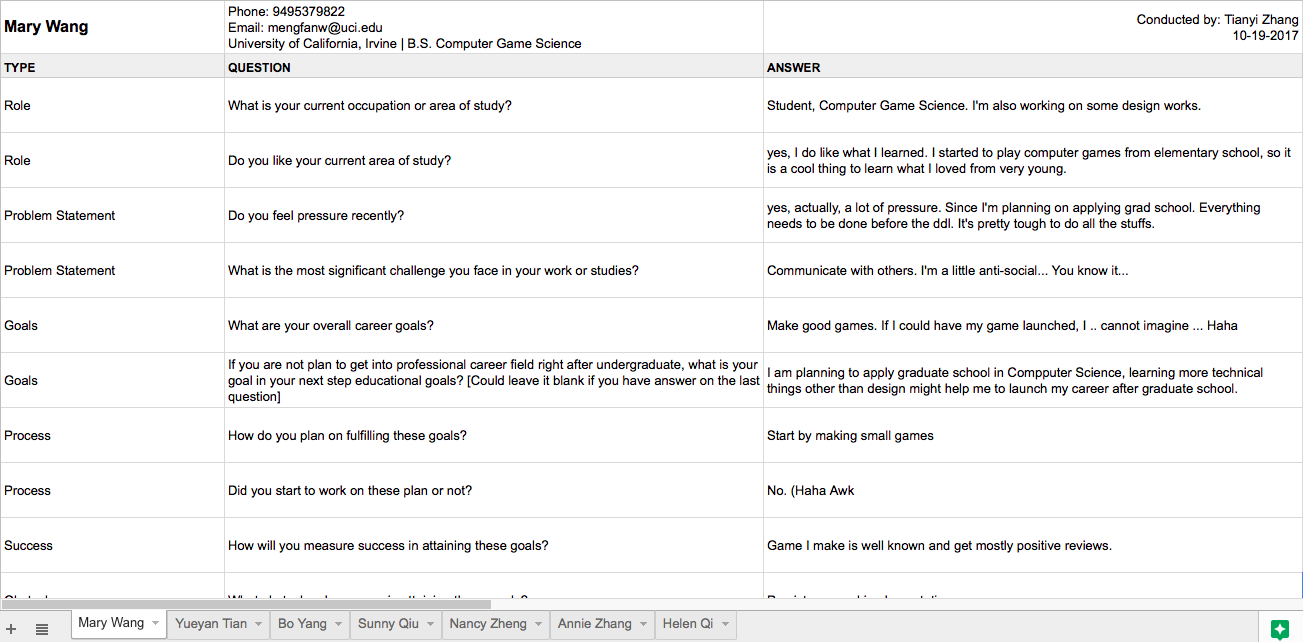 Mary Wang
Phone: 9495379822
Email: mengfanw@uci.edu
University of California, Irvine | B.S. Computer Game Science
Conducted by: Tianyi Zhang
10-19-2017
TYPE QUESTION ANSWER
Role What is your current occupation or area of study? Student, Computer Game Science. I'm also working on some design works.
Role Do you like your current area of study? yes, I do like what I learned. I started to play computer games from elementary school, so it
is a cool thing to learn what I loved from very young.
Problem Statement Do you feel pressure recently? yes, actually, a lot of pressure. Since I'm planning on applying grad school. Everything
needs to be done before the ddl. It's pretty tough to do all the stuffs.
Problem Statement What is the most significant challenge you face in your work or studies? Communicate with others. I'm a little anti-social... You know it...
Goals What are your overall career goals? Make good games. If I could have my game launched, I .. cannot imagine ... Haha
Goals
If you are not plan to get into professional career field right after undergraduate, what is your
goal in your next step educational goals? [Could leave it blank if you have answer on the last
question]
I am planning to apply graduate school in Compputer Science, learning more technical
things other than design might help me to launch my career after graduate school.
Process How do you plan on fulfilling these goals? Start by making small games
Process Did you start to work on these plan or not? No. (Haha Awk
Success How will you measure success in attaining these goals? Game I make is well known and get mostly positive reviews.
Mary Wang Yueyan Tian Bo Yang Sunny Qiu Nancy Zheng Annie Zhang Helen Qi